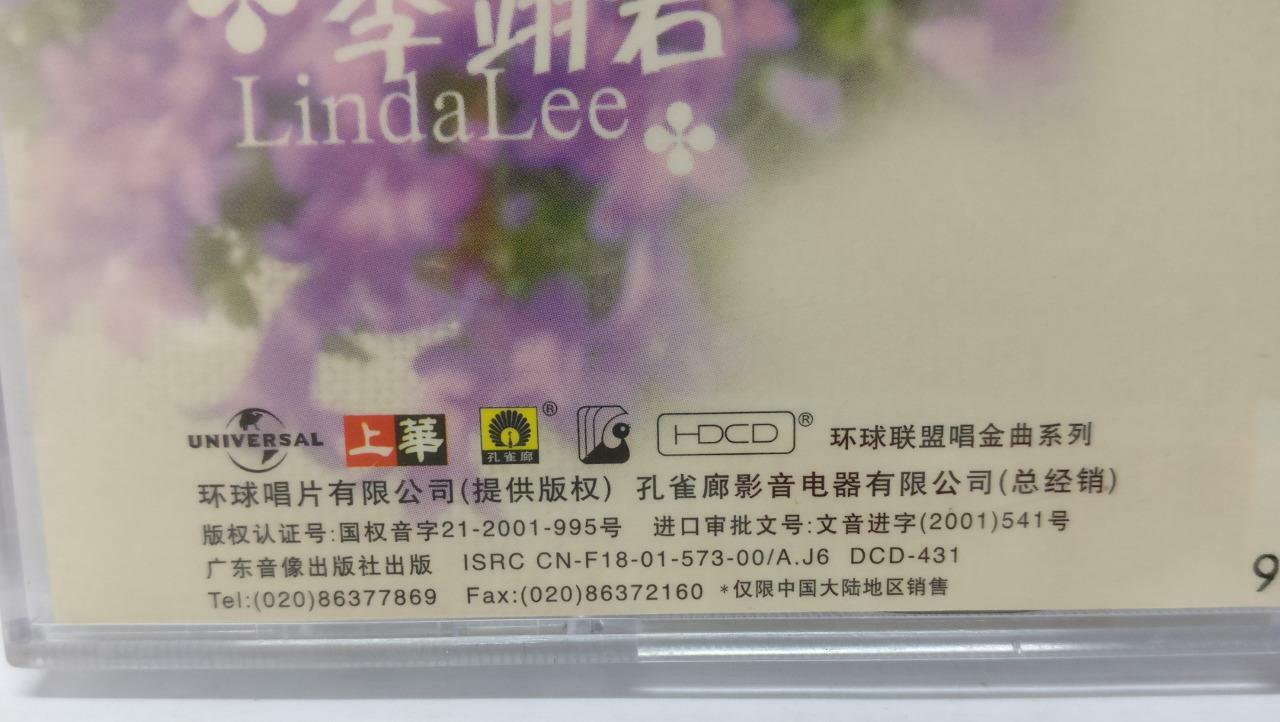 李翊君
LindaLee
UNIVERSAL 上華 孔雀廊® HDCD® 环球联盟唱金曲系列
环球唱片有限公司(提供版权) 孔雀廊影音电器有限公司(总经销)
版权认证号:国权音字21-2001-995号 进口审批文号:文音进字(2001)541号
广东音像出版社出版 ISRC CN-F18-01-573-00/A.J6 DCD-431
Tel:(020)86377869 Fax:(020)86372160 *仅限中国大陆地区销售
9